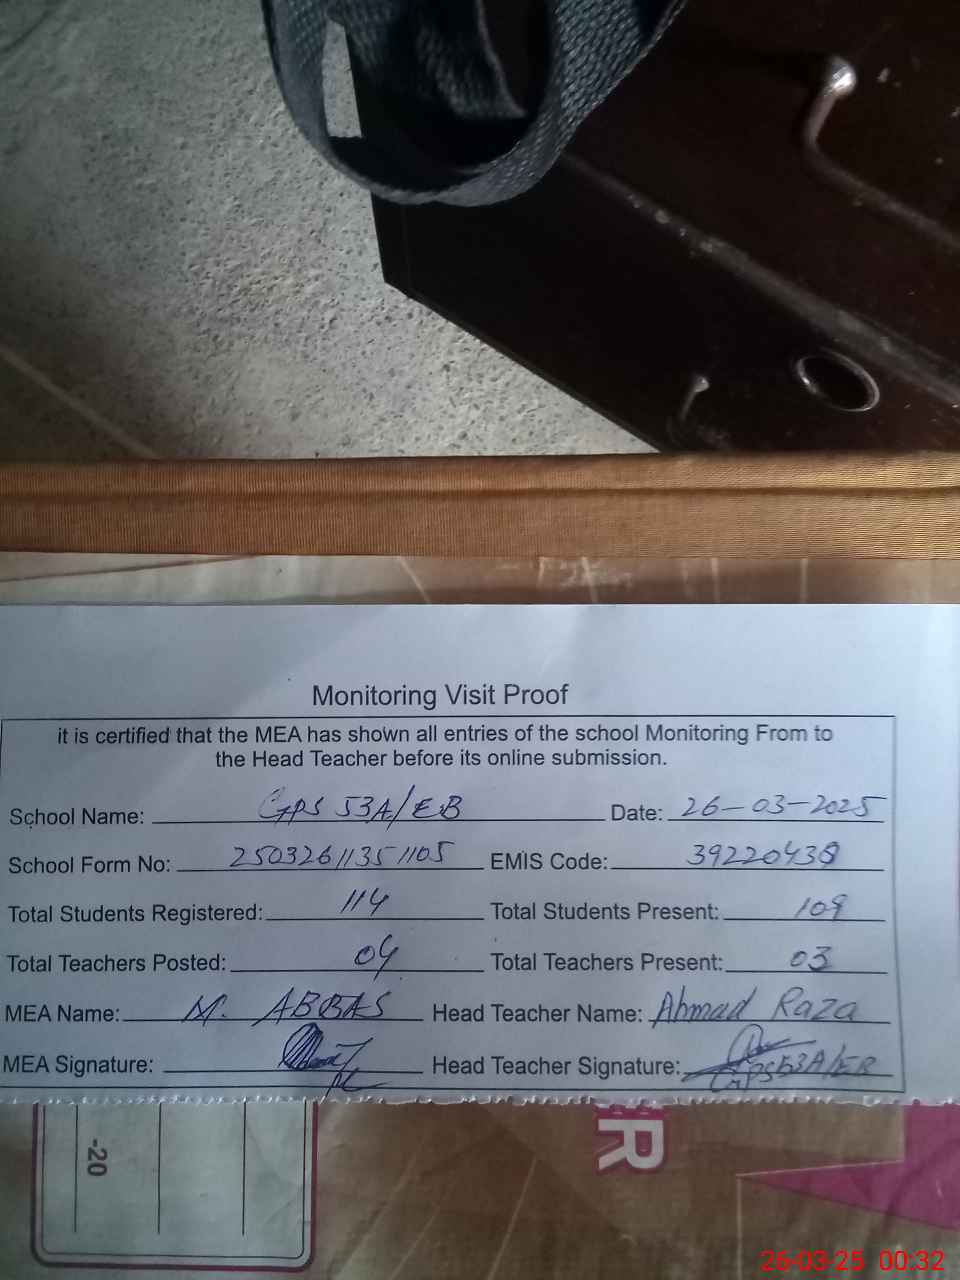 Monitoring Visit Proof
it is certified that the MEA has shown all entries of the school Monitoring From to
the Head Teacher before its online submission.
School Name: GPS 53A/EB Date: 26-03-2025
School Form No: 25032611351105 EMIS Code: 39220438
Total Students Registered: 114 Total Students Present: 109
Total Teachers Posted: 04 Total Teachers Present: 03
MEA Name: M. ABBAS Head Teacher Name: Ahmad Raza
MEA Signature: Head Teacher Signature: GPS53A/EB
-20
R
26-03-25 00:32